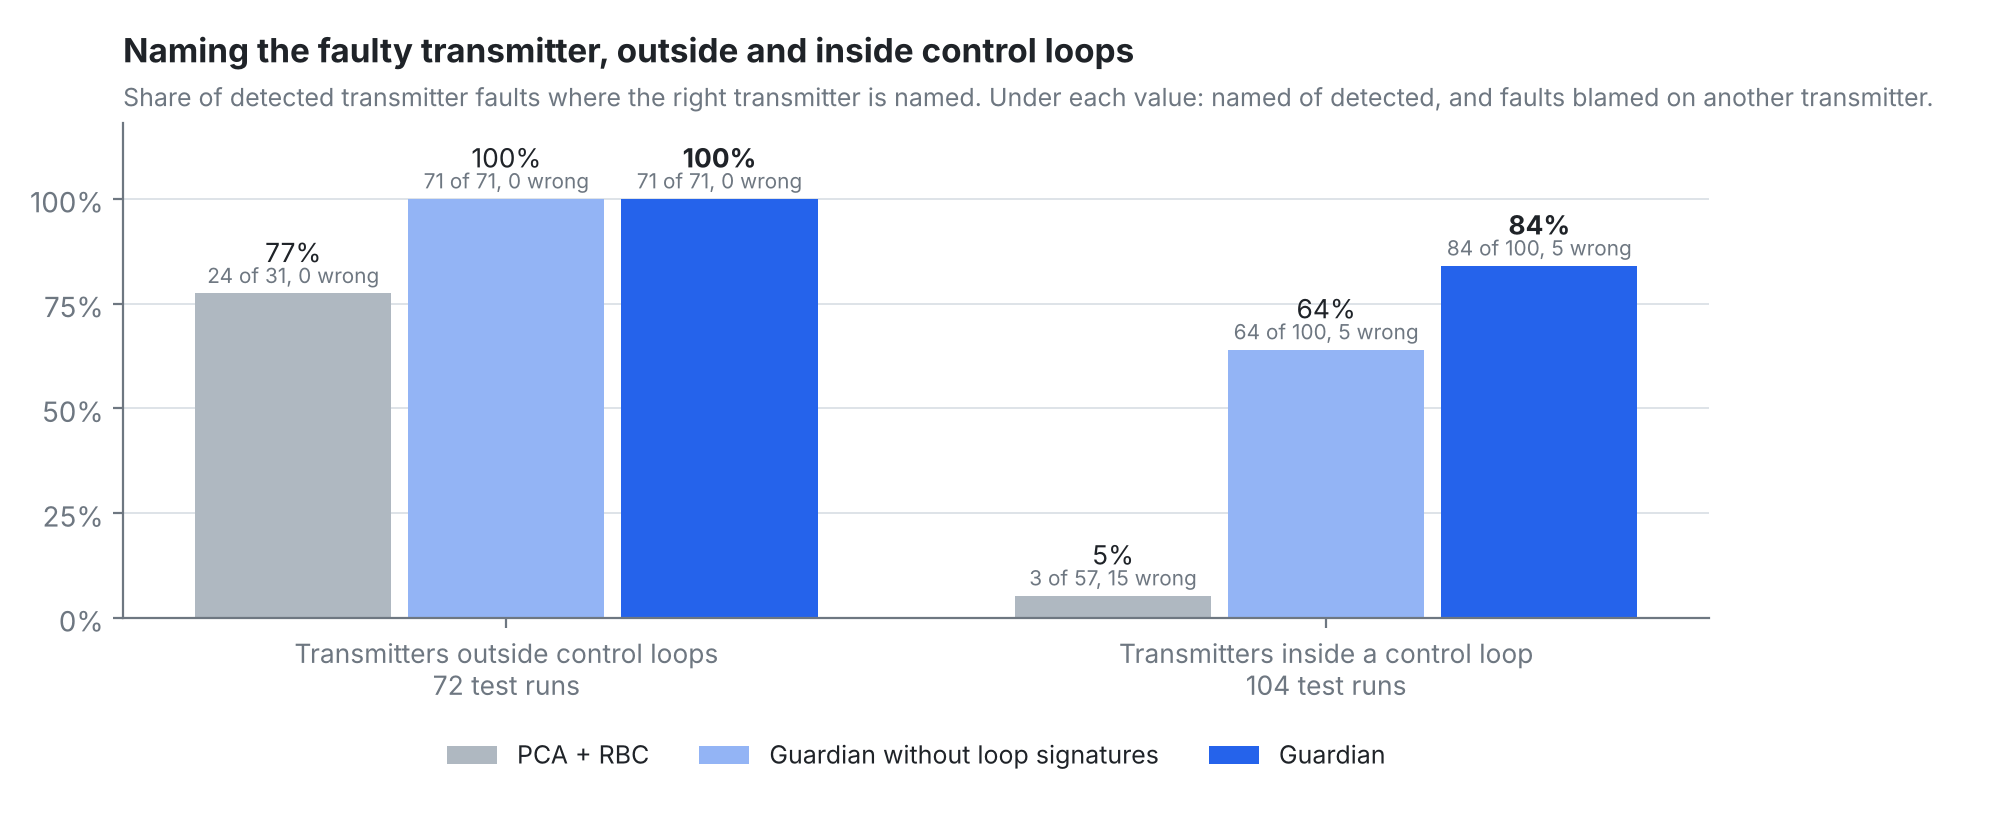 Naming the faulty transmitter, outside and inside control loops
Share of detected transmitter faults where the right transmitter is named. Under each value: named of detected, and faults blamed on another transmitter.
100%
75%
50%
25%
0%
77%
24 of 31, 0 wrong
100%
71 of 71, 0 wrong
100%
71 of 71, 0 wrong
5%
3 of 57, 15 wrong
64%
64 of 100, 5 wrong
84%
84 of 100, 5 wrong
Transmitters outside control loops
72 test runs
Transmitters inside a control loop
104 test runs
PCA + RBC
Guardian without loop signatures
Guardian